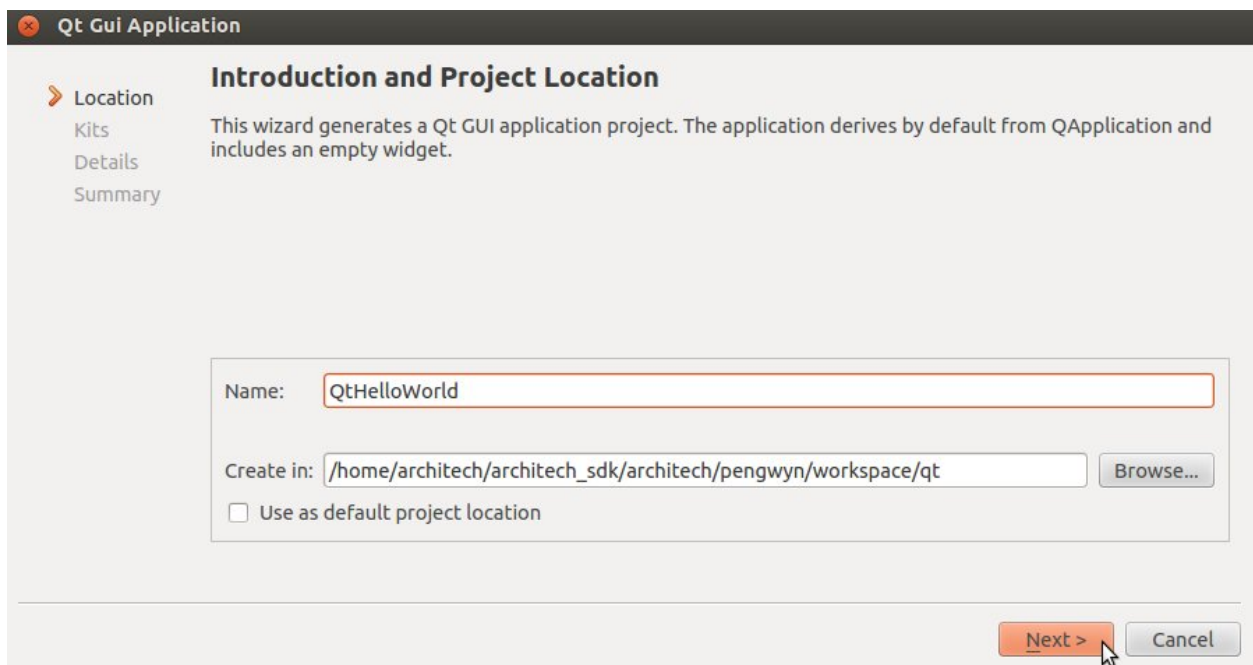 Qt Gui Application
Location
Kits
Details
Summary
Introduction and Project Location
This wizard generates a Qt GUI application project. The application derives by default from QApplication and
includes an empty widget.
Name: QtHelloWorld
Create in: /home/architech/architech_sdk/architech/pengwyn/workspace/qt Browse...
Use as default project location
Next > Cancel